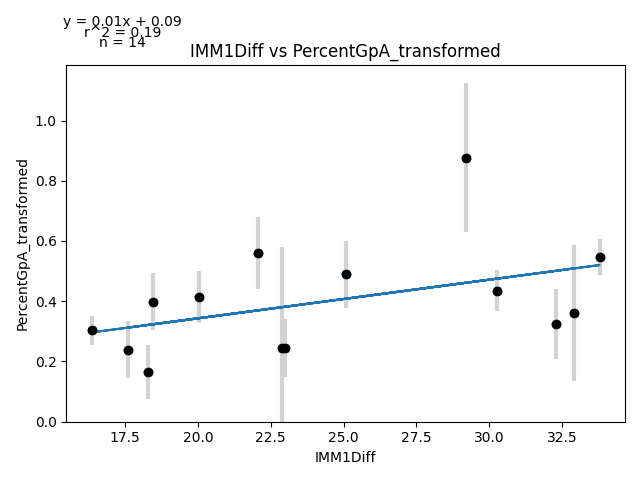 y = 0.01x + 0.09
r^2 = 0.19
n = 14
IMM1Diff vs PercentGpA_transformed
PercentGpA_transformed
1.0
0.8
0.6
0.4
0.2
0.0
17.5 20.0 22.5 25.0 27.5 30.0 32.5
IMM1Diff